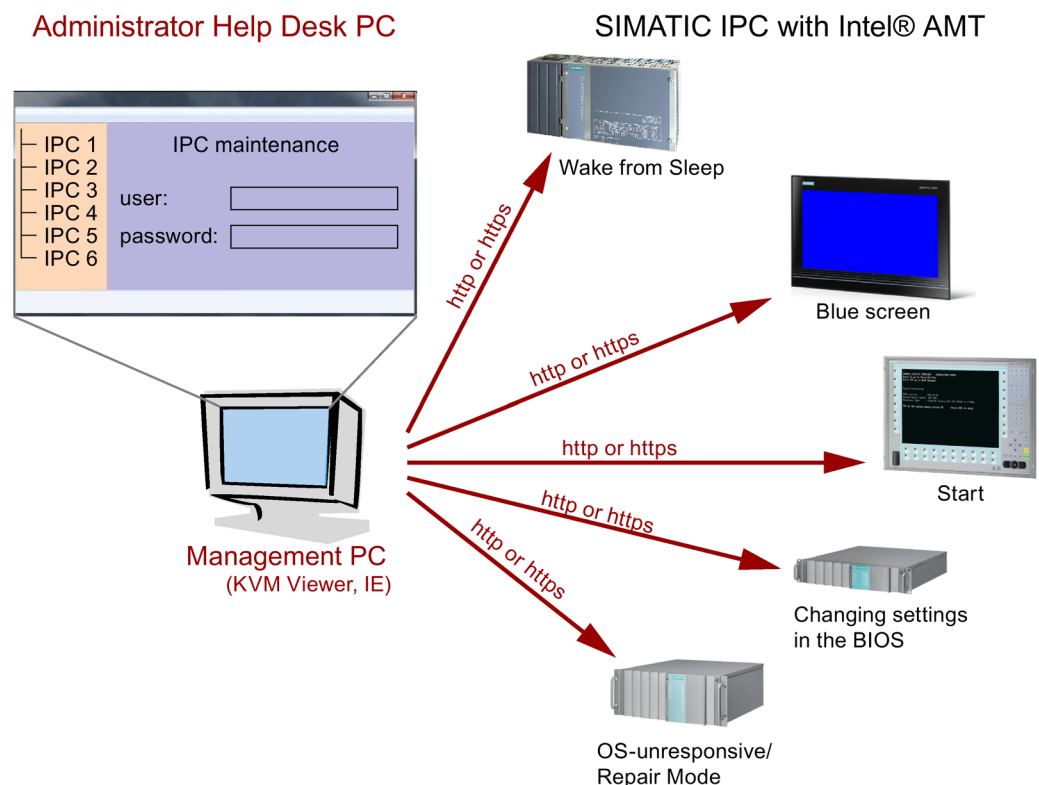 Administrator Help Desk PC
SIMATIC IPC with Intel® AMT
IPC 1
IPC 2
IPC 3
IPC 4
IPC 5
IPC 6
IPC maintenance
user:
password:
Wake from Sleep
http or https
Blue screen
http or https
Start
http or https
Changing settings
in the BIOS
http or https
OS-unresponsive/
Repair Mode
http or https
Management PC
(KVM Viewer, IE)